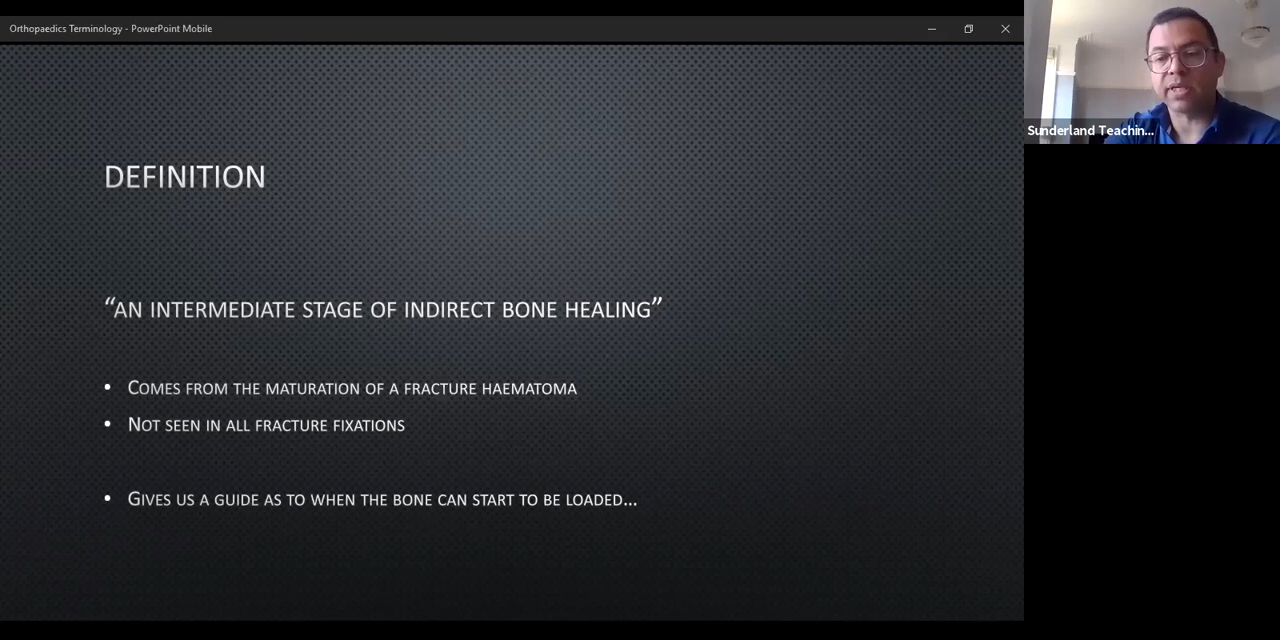 Orthopaedics Terminology - PowerPoint Mobile
Sunderland Teachin...
DEFINITION
“AN INTERMEDIATE STAGE OF INDIRECT BONE HEALING”
• COMES FROM THE MATURATION OF A FRACTURE HAEMATOMA
• NOT SEEN IN ALL FRACTURE FIXATIONS
• GIVES US A GUIDE AS TO WHEN THE BONE CAN START TO BE LOADED...